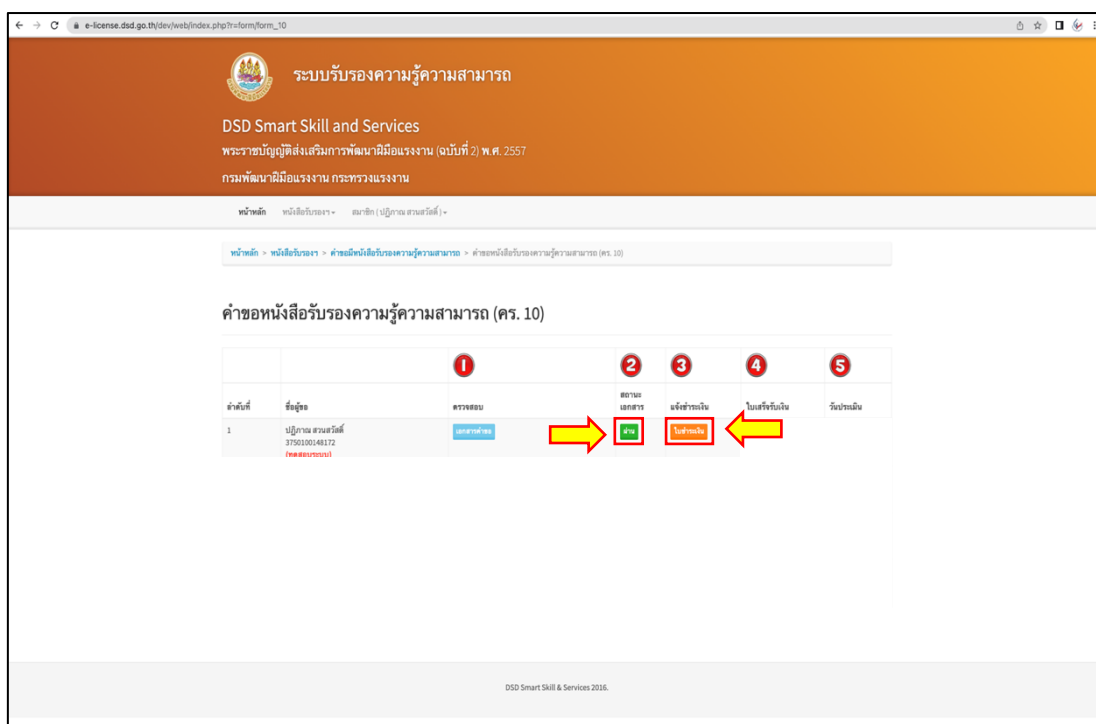 e-license.dsd.go.th/dev/web/index.php?r=form/form_10
ระบบรับรองความรู้ความสามารถ
DSD Smart Skill and Services
พระราชบัญญัติส่งเสริมการพัฒนาฝีมือแรงงาน (ฉบับที่ 2) พ.ศ. 2557
กรมพัฒนาฝีมือแรงงาน กระทรวงแรงงาน
หน้าหลัก หนังสือรับรองฯ สมาชิก ( ปฏิภาณ สวนสวัสดิ์ )
หน้าหลัก > หนังสือรับรองฯ > คำขอมีหนังสือรับรองความรู้ความสามารถ > คำขอหนังสือรับรองความรู้ความสามารถ (คร. 10)
คำขอหนังสือรับรองความรู้ความสามารถ (คร. 10)
1 2 3 4 5
ลำดับที่ ชื่อผู้ขอ ตรวจสอบ สถานะเอกสาร แจ้งชำระเงิน ใบเสร็จรับเงิน วันประเมิน
1 ปฏิภาณ สวนสวัสดิ์ เอกสารคำขอ ผ่าน ใบชำระเงิน
3750100148172
(ทดสอบระบบ)
DSD Smart Skill & Services 2016.